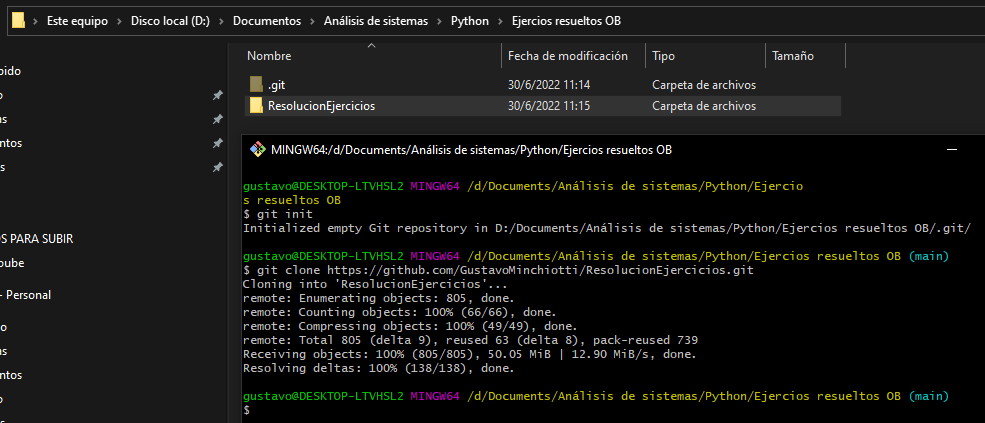 Este equipo > Disco local (D:) > Documentos > Análisis de sistemas > Python > Ejercios resueltos OB
Nombre Fecha de modificación Tipo Tamaño
.git 30/6/2022 11:14 Carpeta de archivos
ResolucionEjercicios 30/6/2022 11:15 Carpeta de archivos
pido
ntos
S PARA SUBIR
ube
- Personal
ntos
MINGW64:/d/Documents/Análisis de sistemas/Python/Ejercios resueltos OB
gustavo@DESKTOP-LTVHSL2 MINGW64 /d/Documents/Análisis de sistemas/Python/Ejercio
s resueltos OB
$ git init
Initialized empty Git repository in D:/Documents/Análisis de sistemas/Python/Ejercios resueltos OB/.git/
gustavo@DESKTOP-LTVHSL2 MINGW64 /d/Documents/Análisis de sistemas/Python/Ejercios resueltos OB (main)
$ git clone https://github.com/GustavoMinchiotti/ResolucionEjercicios.git
Cloning into 'ResolucionEjercicios'...
remote: Enumerating objects: 805, done.
remote: Counting objects: 100% (66/66), done.
remote: Compressing objects: 100% (49/49), done.
remote: Total 805 (delta 9), reused 63 (delta 8), pack-reused 739
Receiving objects: 100% (805/805), 50.05 MiB | 12.90 MiB/s, done.
Resolving deltas: 100% (138/138), done.
gustavo@DESKTOP-LTVHSL2 MINGW64 /d/Documents/Análisis de sistemas/Python/Ejercios resueltos OB (main)
$